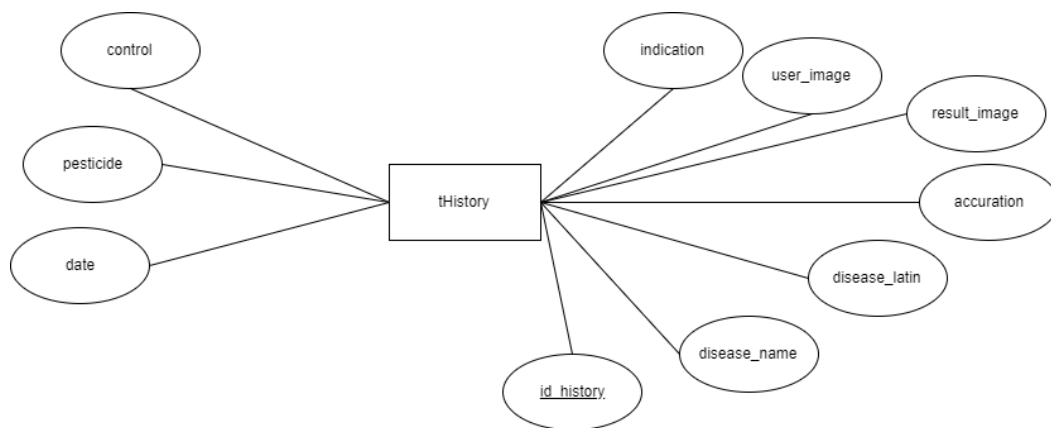 control
indication
user_image
result_image
pesticide
tHistory
accuration
date
disease_latin
disease_name
id_history